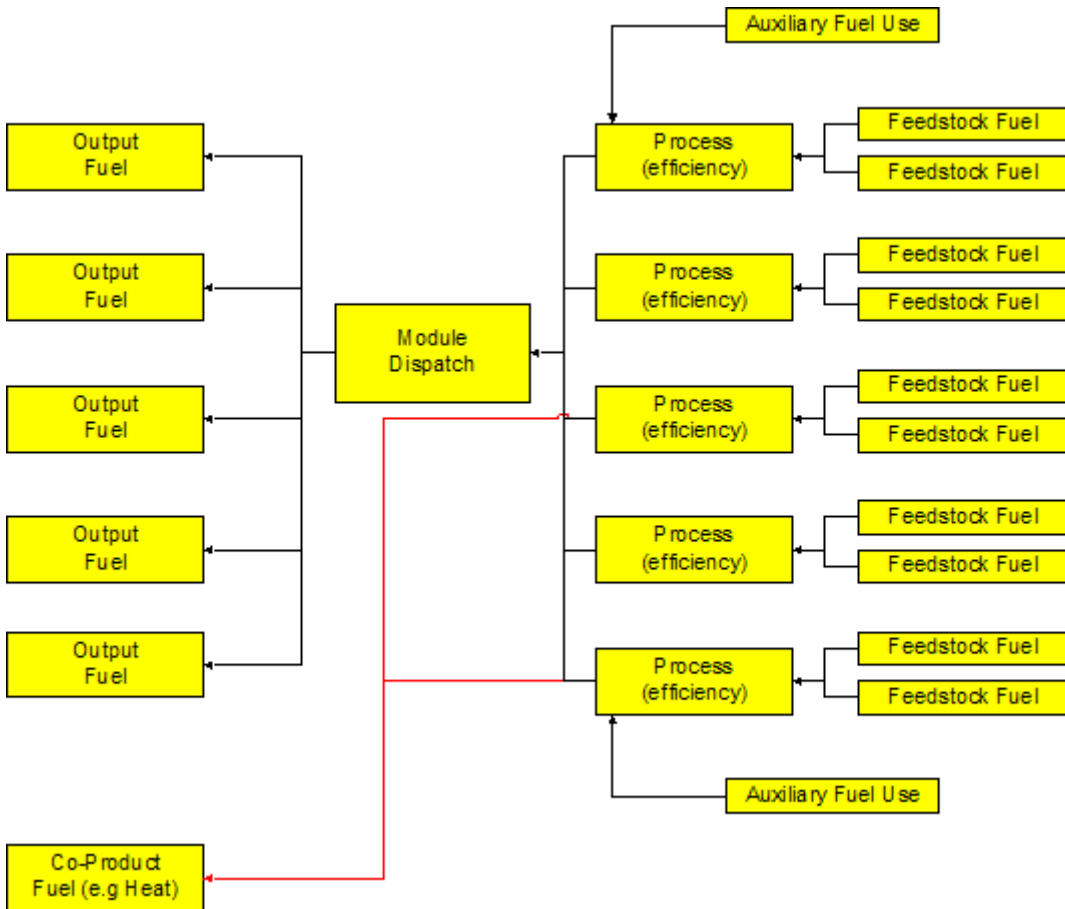 Auxiliary Fuel Use
Output
Fuel
Process
(efficiency)
Feedstock Fuel
Feedstock Fuel
Output
Fuel
Process
(efficiency)
Feedstock Fuel
Feedstock Fuel
Module
Dispatch
Output
Fuel
Process
(efficiency)
Feedstock Fuel
Feedstock Fuel
Output
Fuel
Process
(efficiency)
Feedstock Fuel
Feedstock Fuel
Output
Fuel
Process
(efficiency)
Feedstock Fuel
Feedstock Fuel
Auxiliary Fuel Use
Co-Product
Fuel (e.g Heat)